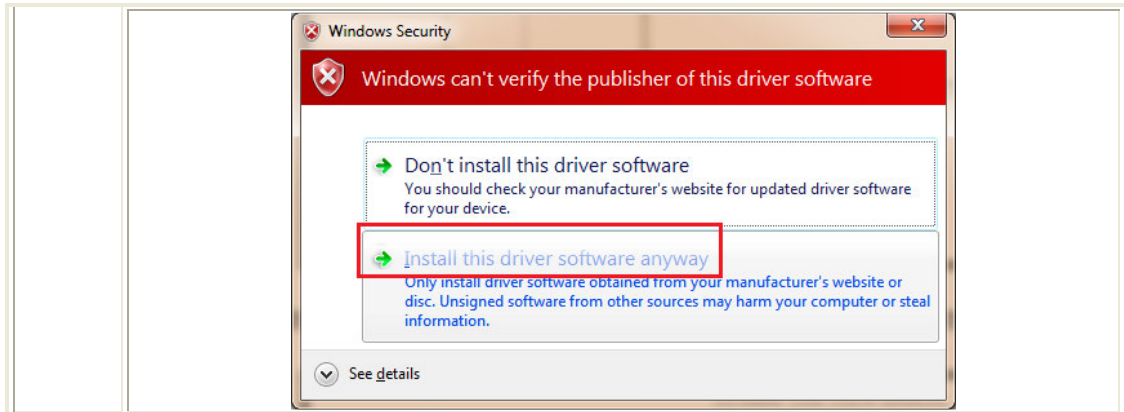 Windows Security
Windows can't verify the publisher of this driver software
Don't install this driver software
You should check your manufacturer's website for updated driver software
for your device.
Install this driver software anyway
Only install driver software obtained from your manufacturer's website or
disc. Unsigned software from other sources may harm your computer or steal
information.
See details